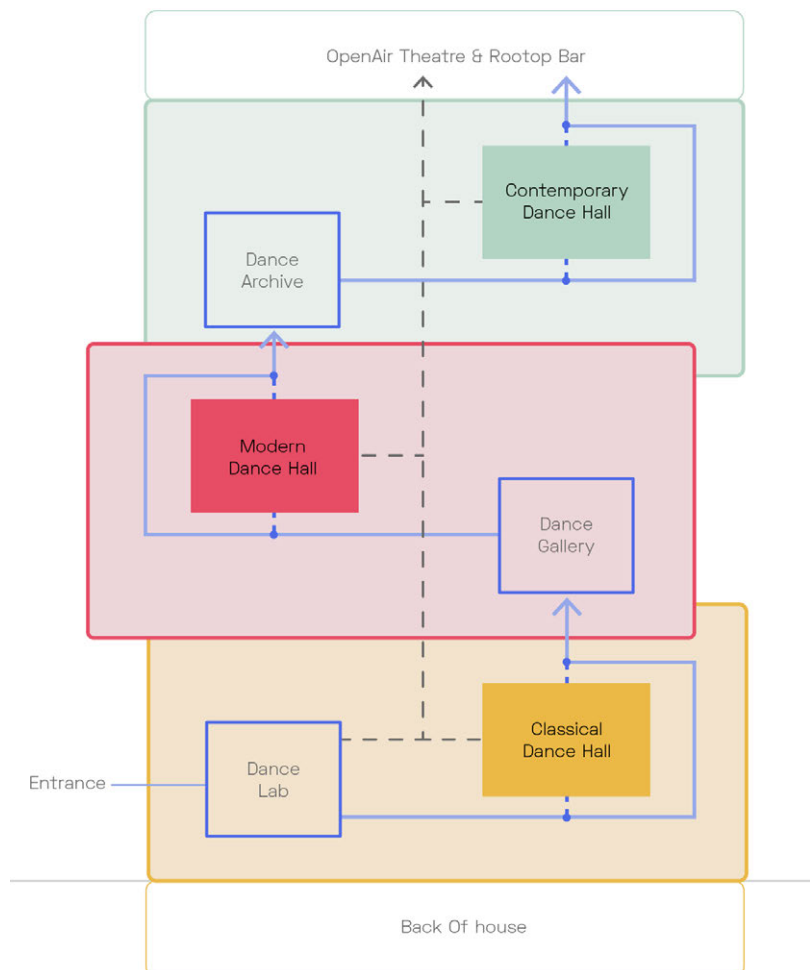 OpenAir Theatre & Rootop Bar
Contemporary
Dance Hall
Dance
Archive
Modern
Dance Hall
Dance
Gallery
Classical
Dance Hall
Entrance
Dance
Lab
Back Of house